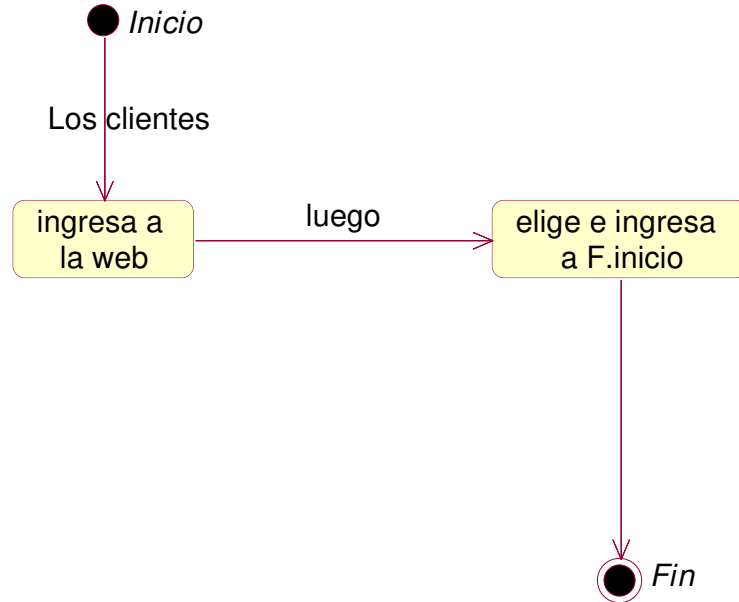 Inicio
Los clientes
ingresa a
la web
luego
elige e ingresa
a F.inicio
Fin